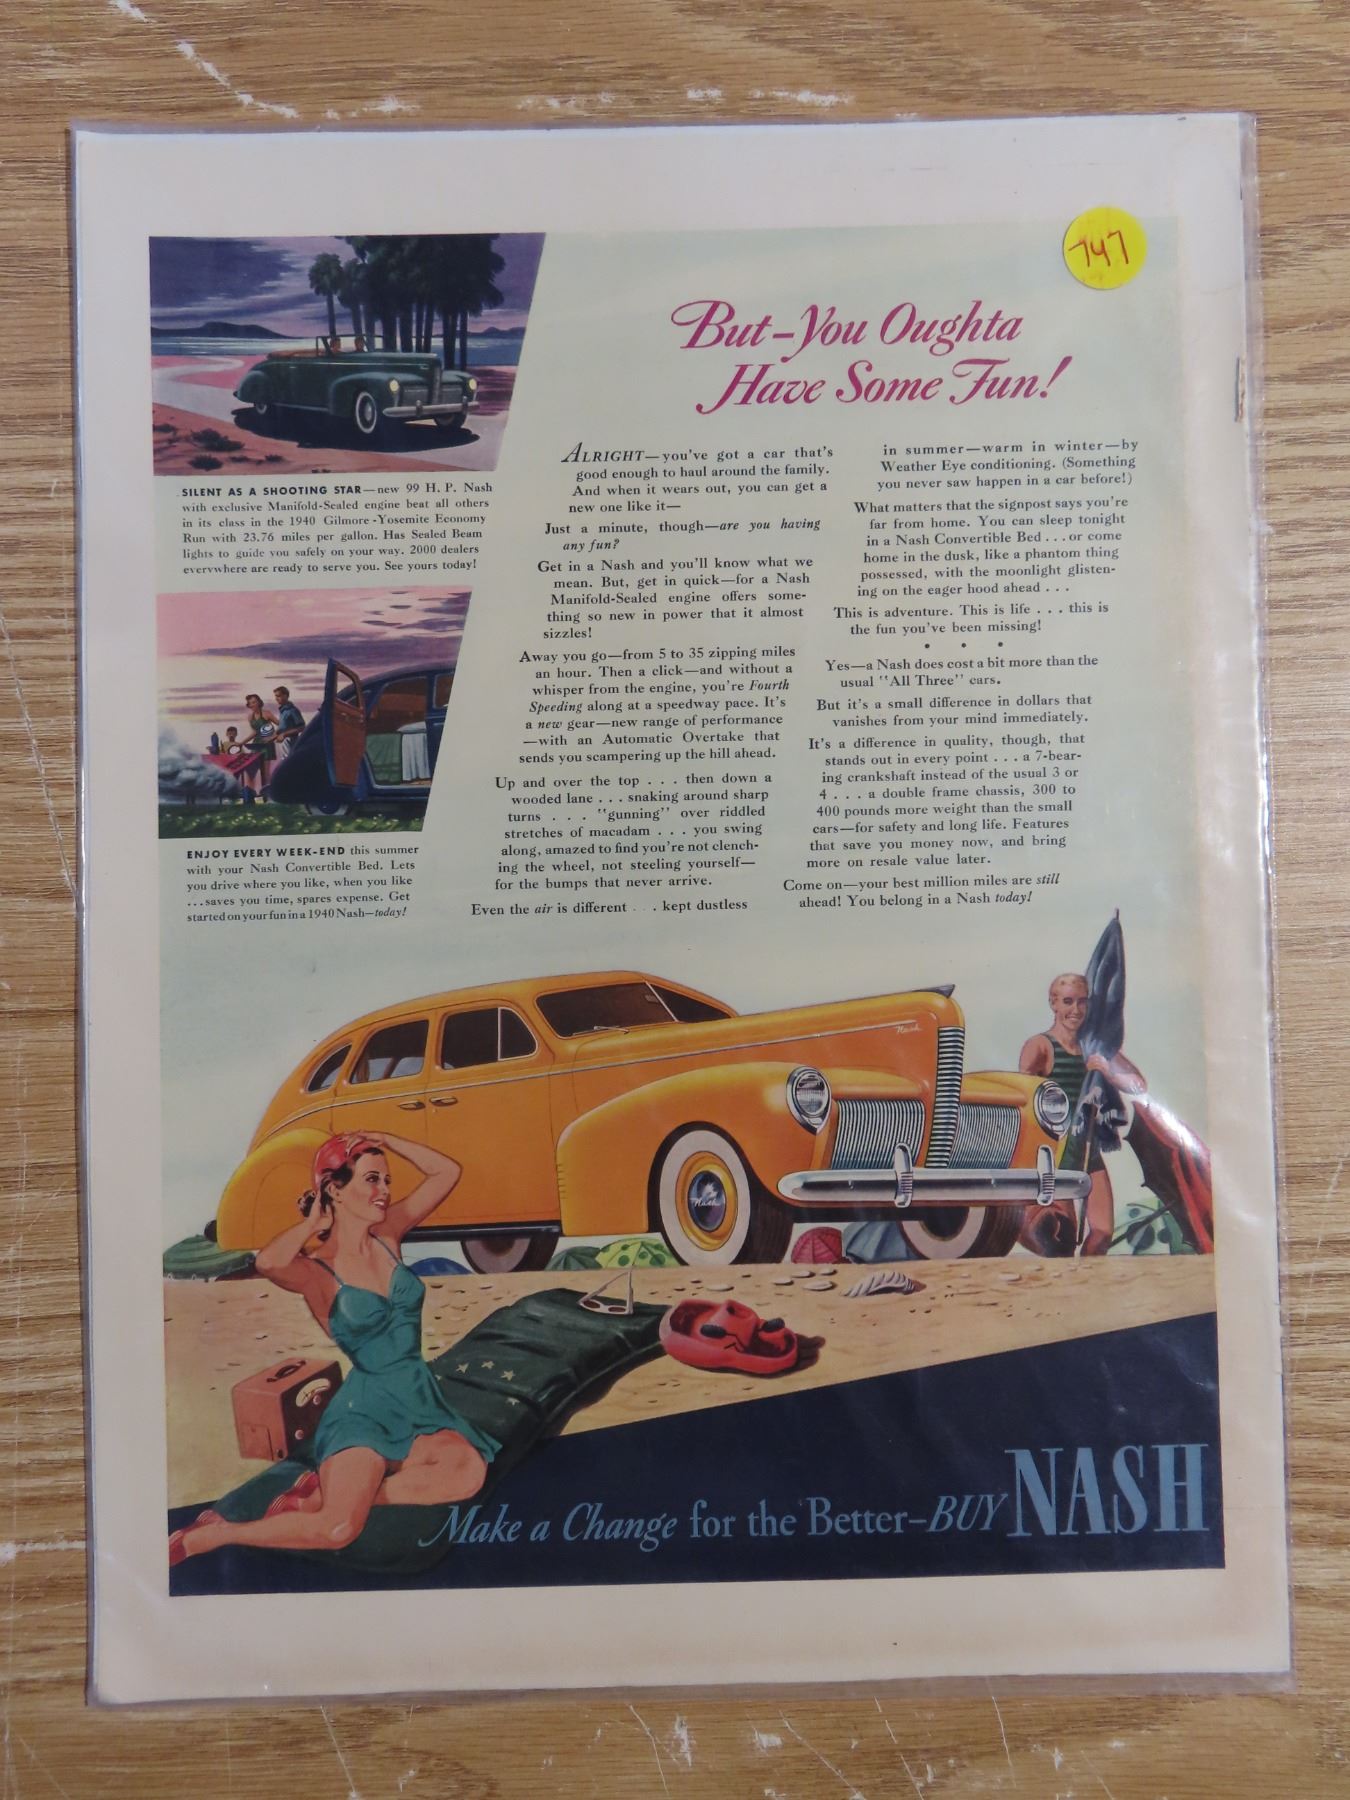 747
But–You Oughta
Have Some Fun!
SILENT AS A SHOOTING STAR—new 99 H. P. Nash
with exclusive Manifold-Sealed engine beat all others
in its class in the 1940 Gilmore-Yosemite Economy
Run with 23.76 miles per gallon. Has Sealed Beam
lights to guide you safely on your way. 2000 dealers
everywhere are ready to serve you. See yours today!
ENJOY EVERY WEEK-END this summer
with your Nash Convertible Bed. Lets
you drive where you like, when you like
...saves you time, spares expense. Get
started on your fun in a 1940 Nash—today!
ALRIGHT—you've got a car that's
good enough to haul around the family.
And when it wears out, you can get a
new one like it—
Just a minute, though—are you having
any fun?
Get in a Nash and you'll know what we
mean. But, get in quick—for a Nash
Manifold-Sealed engine offers some-
thing so new in power that it almost
sizzles!
Away you go—from 5 to 35 zipping miles
an hour. Then a click—and without a
whisper from the engine, you're Fourth
Speeding along at a speedway pace. It's
a new gear—new range of performance
—with an Automatic Overtake that
sends you scampering up the hill ahead.
Up and over the top . . . then down a
wooded lane . . . snaking around sharp
turns . . . "gunning" over riddled
stretches of macadam . . . you swing
along, amazed to find you're not clench-
ing the wheel, not steeling yourself—
for the bumps that never arrive.
Even the air is different . . . kept dustless
in summer—warm in winter—by
Weather Eye conditioning. (Something
you never saw happen in a car before!)
What matters that the signpost says you're
far from home. You can sleep tonight
in a Nash Convertible Bed . . . or come
home in the dusk, like a phantom thing
possessed, with the moonlight glisten-
ing on the eager hood ahead . . .
This is adventure. This is life . . . this is
the fun you've been missing!
• • •
Yes—a Nash does cost a bit more than the
usual "All Three" cars.
But it's a small difference in dollars that
vanishes from your mind immediately.
It's a difference in quality, though, that
stands out in every point . . . a 7-bear-
ing crankshaft instead of the usual 3 or
4 . . . a double frame chassis, 300 to
400 pounds more weight than the small
cars—for safety and long life. Features
that save you money now, and bring
more on resale value later.
Come on—your best million miles are still
ahead! You belong in a Nash today!
Nash
Nash
Make a Change for the Better–BUY NASH